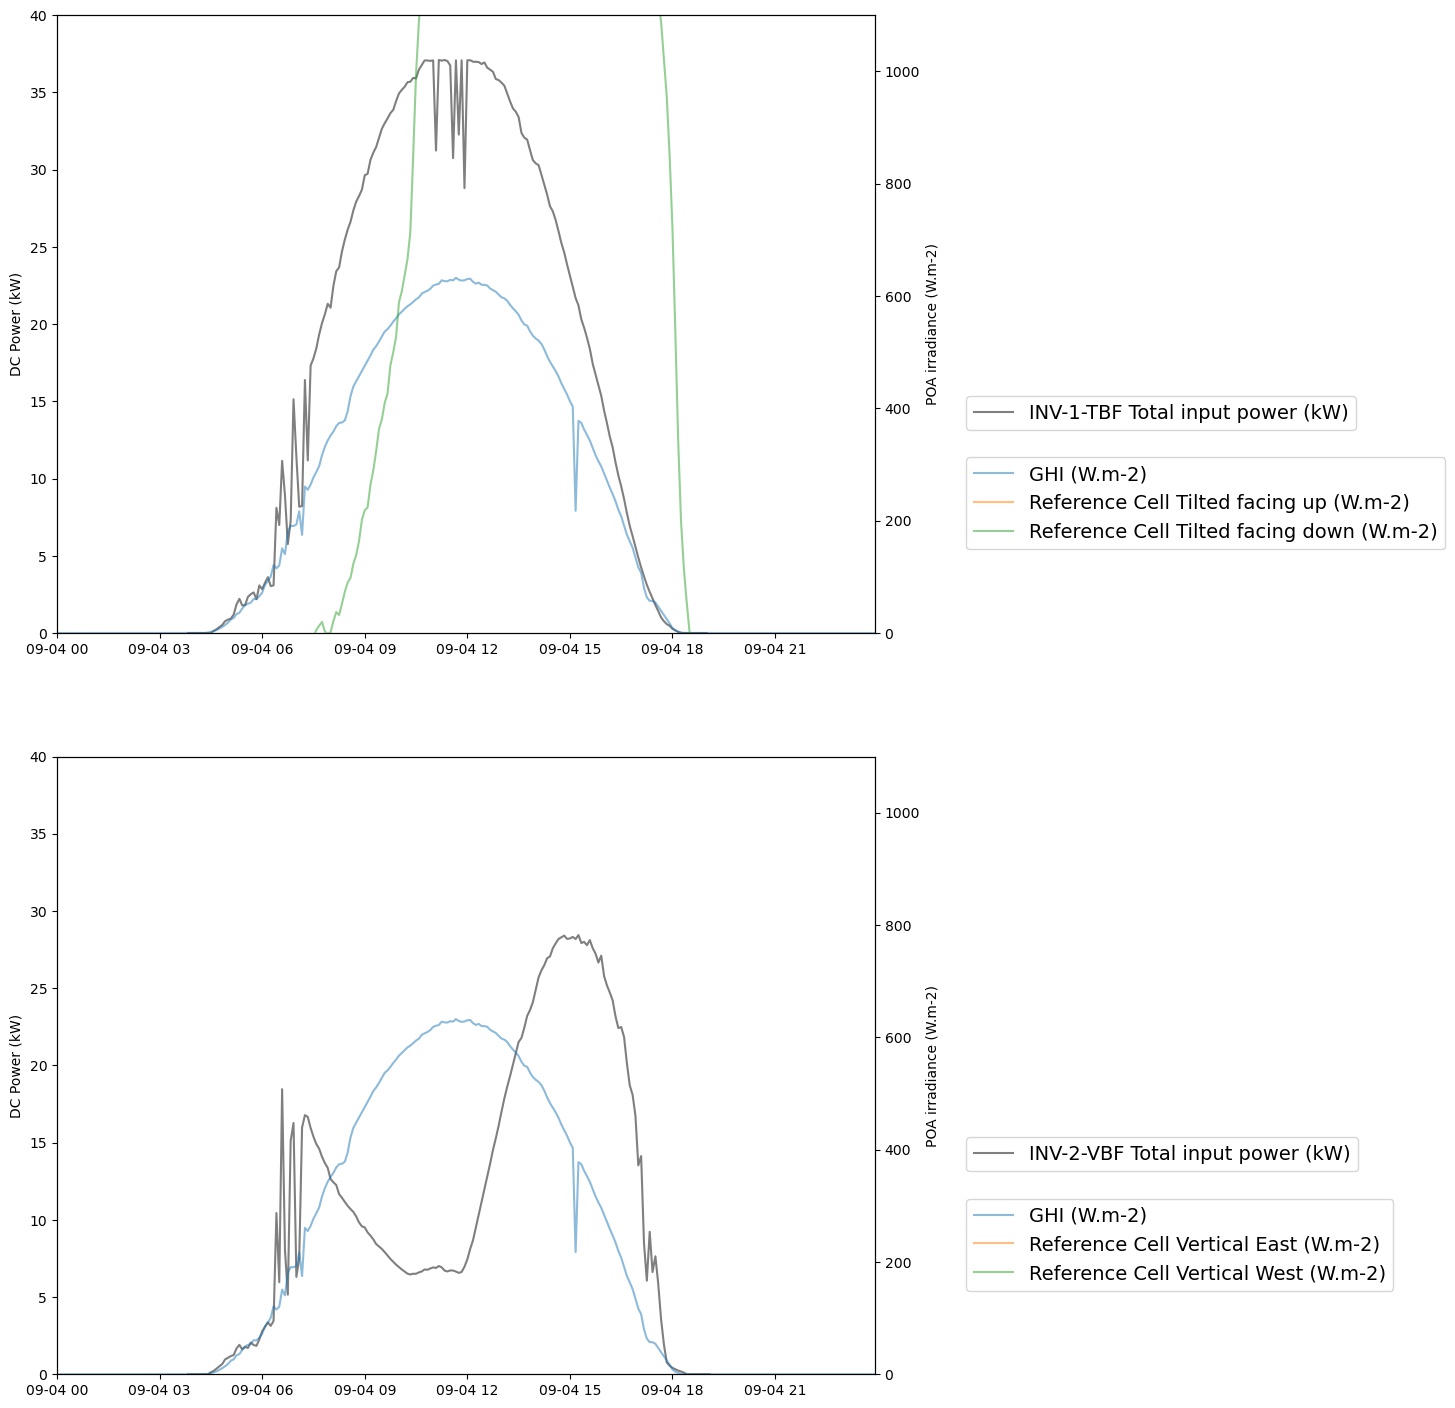 40
35
30
25
20
15
10
5
0
DC Power (kW)
1000
800
600
400
200
0
POA irradiance (W.m-2)
09-04 00 09-04 03 09-04 06 09-04 09 09-04 12 09-04 15 09-04 18 09-04 21
INV-1-TBF Total input power (kW)
GHI (W.m-2)
Reference Cell Tilted facing up (W.m-2)
Reference Cell Tilted facing down (W.m-2)
40
35
30
25
20
15
10
5
0
DC Power (kW)
1000
800
600
400
200
0
POA irradiance (W.m-2)
09-04 00 09-04 03 09-04 06 09-04 09 09-04 12 09-04 15 09-04 18 09-04 21
INV-2-VBF Total input power (kW)
GHI (W.m-2)
Reference Cell Vertical East (W.m-2)
Reference Cell Vertical West (W.m-2)